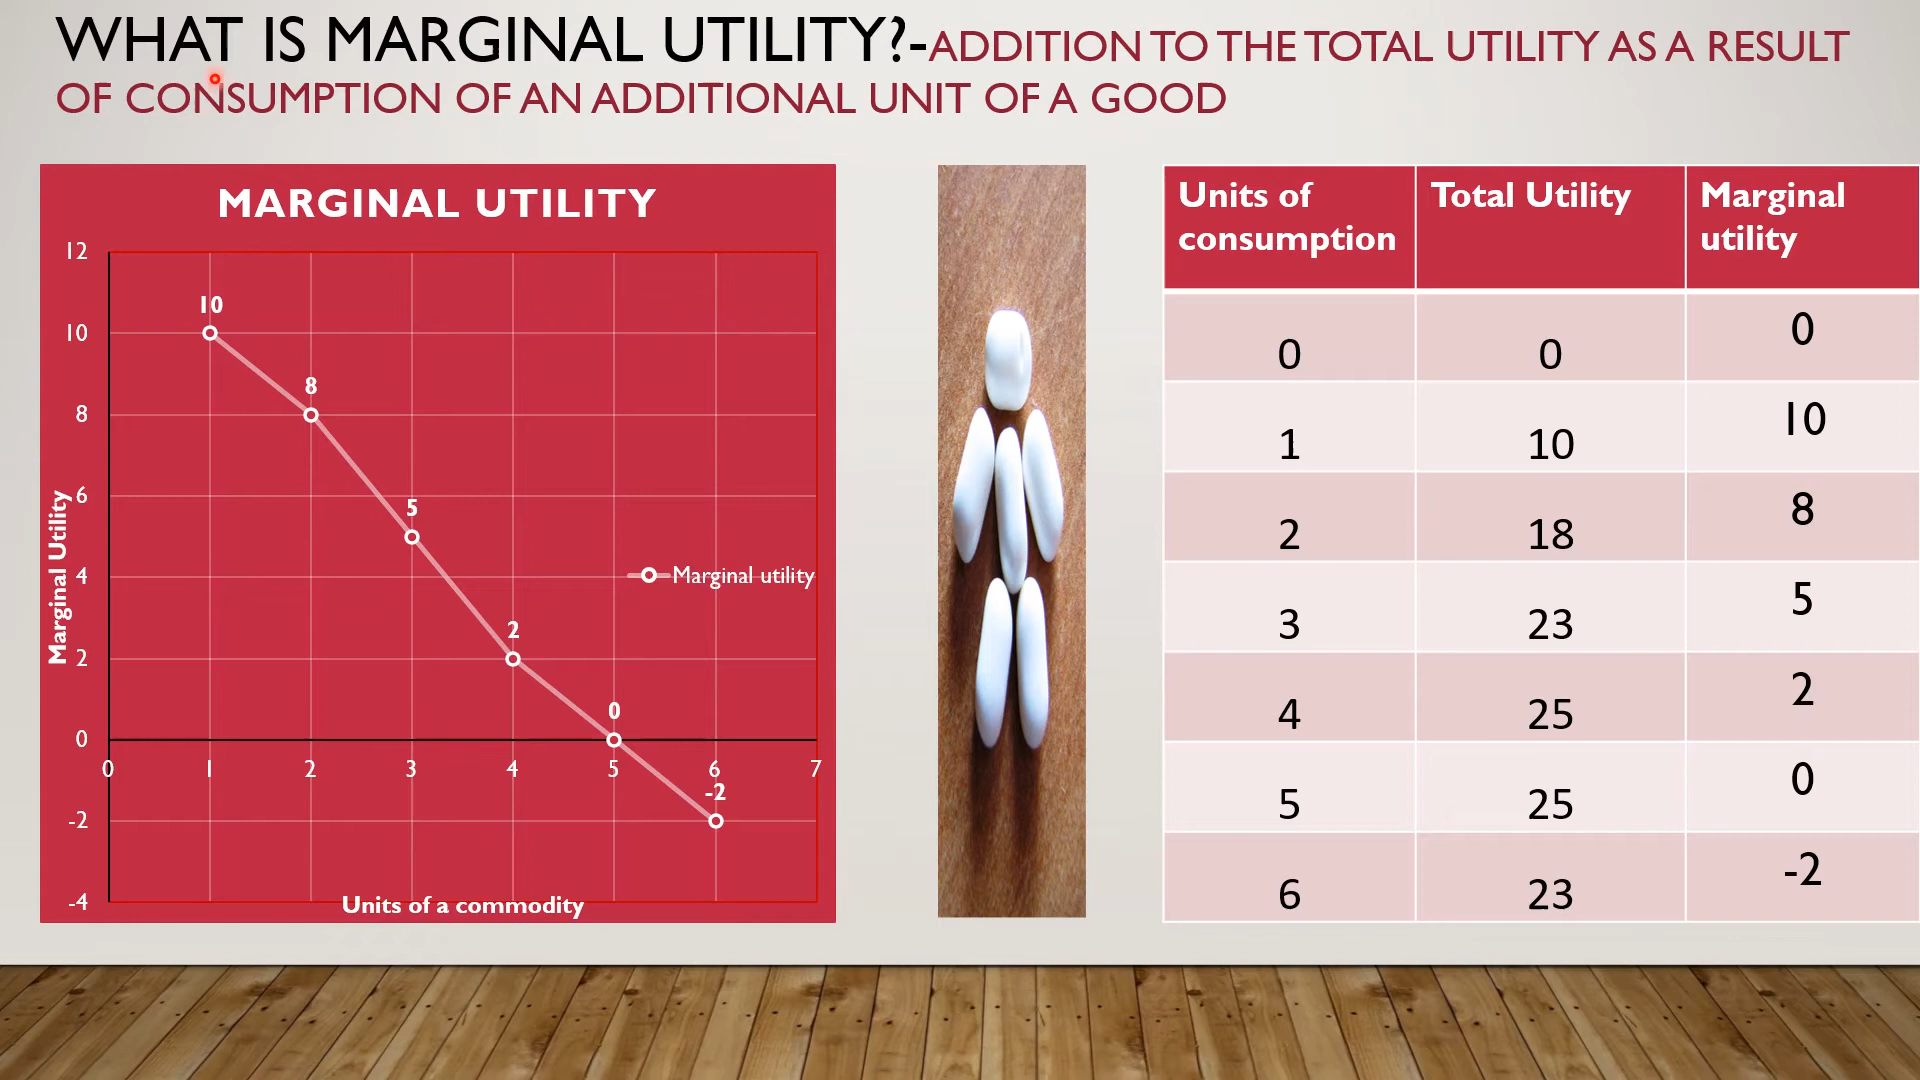 WHAT IS MARGINAL UTILITY?-ADDITION TO THE TOTAL UTILITY AS A RESULT
OF CONSUMPTION OF AN ADDITIONAL UNIT OF A GOOD
MARGINAL UTILITY
12
10
8
6
4
2
0
-2
-4
Marginal Utility
10
8
5
2
0
-2
Marginal utility
0 1 2 3 4 5 6 7
Units of a commodity
Units of consumption Total Utility Marginal utility
0 0 0
1 10 10
2 18 8
3 23 5
4 25 2
5 25 0
6 23 -2